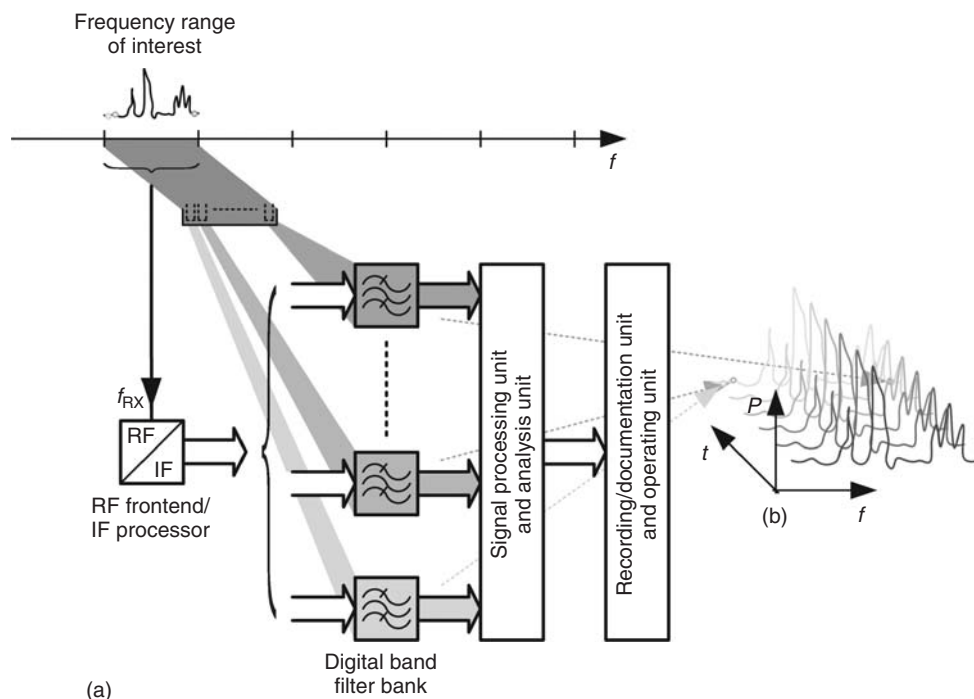 Frequency range
of interest
f
f_RX
RF
IF
RF frontend/
IF processor
Signal processing unit
and analysis unit
Recording/documentation unit
and operating unit
Digital band
filter bank
P
t
f
(b)
(a)